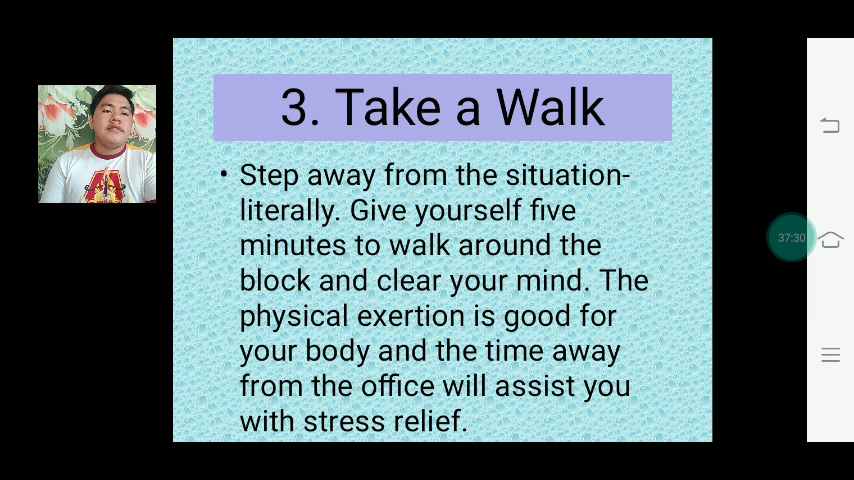 3. Take a Walk
• Step away from the situation-
literally. Give yourself five
minutes to walk around the
block and clear your mind. The
physical exertion is good for
your body and the time away
from the office will assist you
with stress relief.
37:30